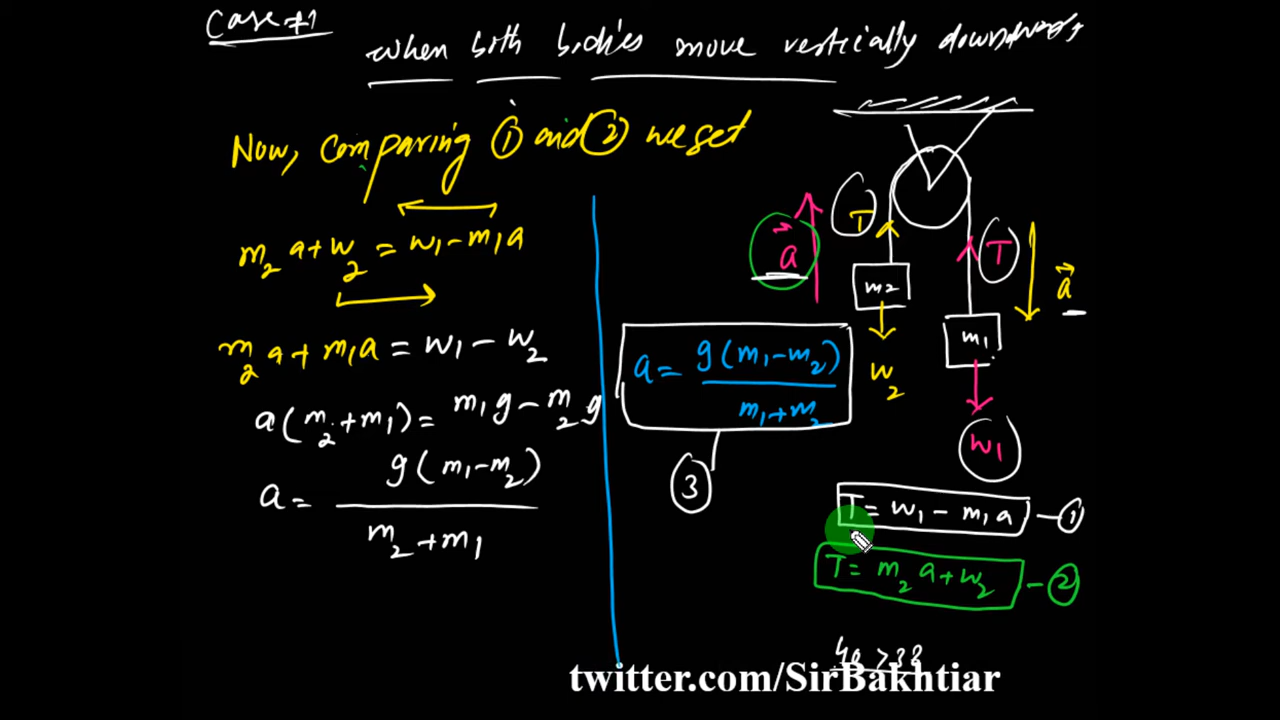 Case #1
when both bodies move vertically downwards
Now, comparing ① and ② we get
m₂ a + w₂ = w₁ - m₁ a
m₂ a + m₁ a = w₁ - w₂
a (m₂ + m₁) = m₁ g - m₂ g
a = g (m₁ - m₂) / m₂ + m₁
a = g (m₁ - m₂) / m₁ + m₂
③
T
T
a
a
m₂
m₁
w₂
w₁
T = w₁ - m₁ a - ①
T = m₂ a + w₂ - ②
twitter.com/SirBakhtiar